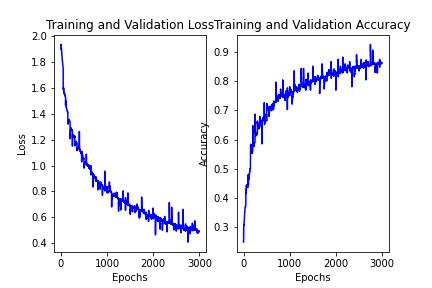 Training and Validation Loss
2.0
1.8
1.6
1.4
1.2
1.0
0.8
0.6
0.4
Loss
0 1000 2000 3000
Epochs
Training and Validation Accuracy
0.9
0.8
0.7
0.6
0.5
0.4
0.3
Accuracy
0 1000 2000 3000
Epochs